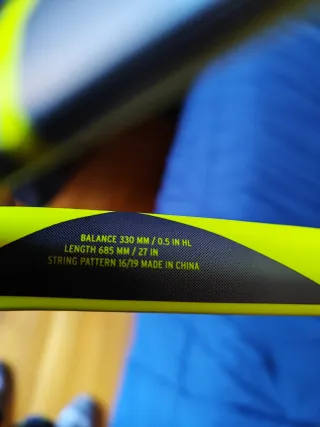 BALANCE 330 MM / 0.5 IN HL
LENGTH 685 MM / 27 IN
STRING PATTERN 16/19 MADE IN CHINA